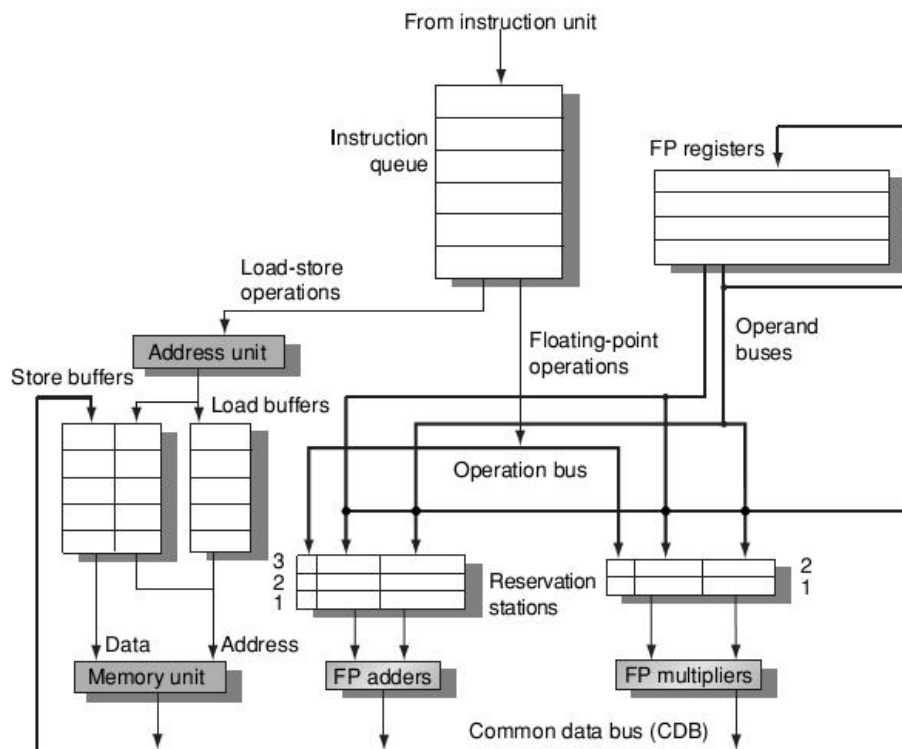 From instruction unit
Instruction
queue
FP registers
Load-store
operations
Address unit
Floating-point
operations
Operand
buses
Store buffers
Load buffers
Operation bus
3
2
1
Reservation
stations
2
1
Data
Address
Memory unit
FP adders
FP multipliers
Common data bus (CDB)